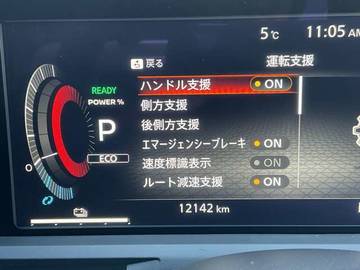 5℃ 11:05 AM
戻る 運転支援
ハンドル支援 ON
側方支援
後側方支援
エマージェンシーブレーキ ON
速度標識表示 ON
ルート減速支援 ON
READY
POWER %
P
ECO
0
12142 km